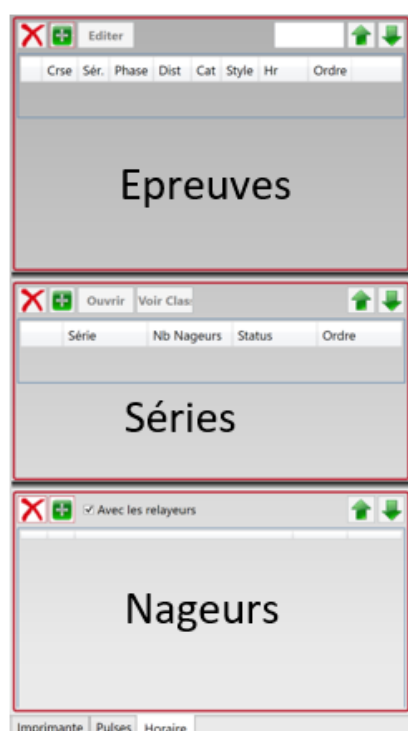 Editer
Crse Sér. Phase Dist Cat Style Hr Ordre
Epreuves
Ouvrir Voir Clas
Série Nb Nageurs Status Ordre
Séries
Avec les relayeurs
Nageurs
Imprimante Pulses Horaire